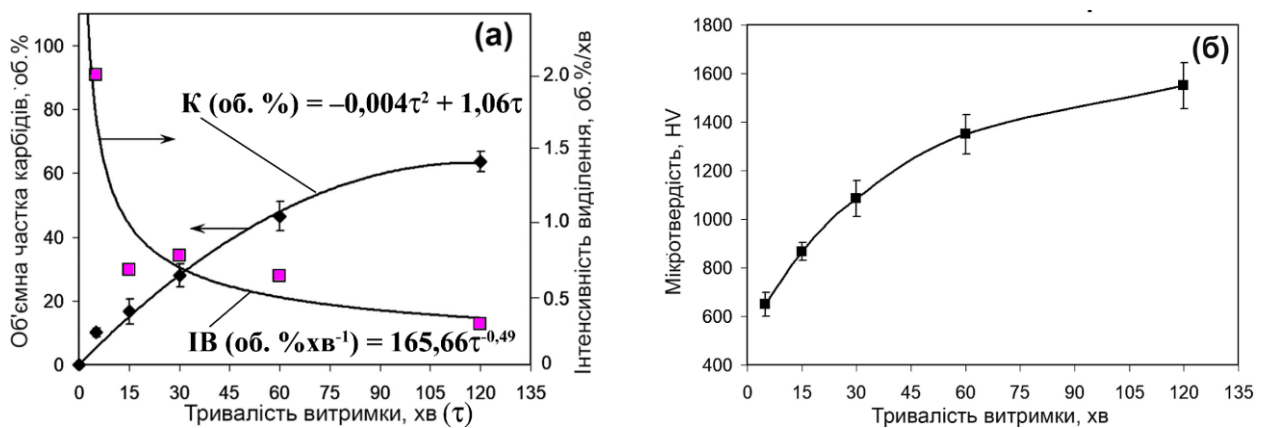 (а)
Об'ємна частка карбідів, об.%
100
80
60
40
20
0
К (об. %) = –0,004τ² + 1,06τ
ІВ (об. %хв⁻¹) = 165,66τ⁻⁰,⁴⁹
2.0
1.5
1.0
0.5
0
Інтенсивність виділення, об.%/хв
0 15 30 45 60 75 90 105 120 135
Тривалість витримки, хв (τ)
(б)
Мікротвердість, HV
1800
1600
1400
1200
1000
800
600
400
0 15 30 45 60 75 90 105 120 135
Тривалість витримки, хв